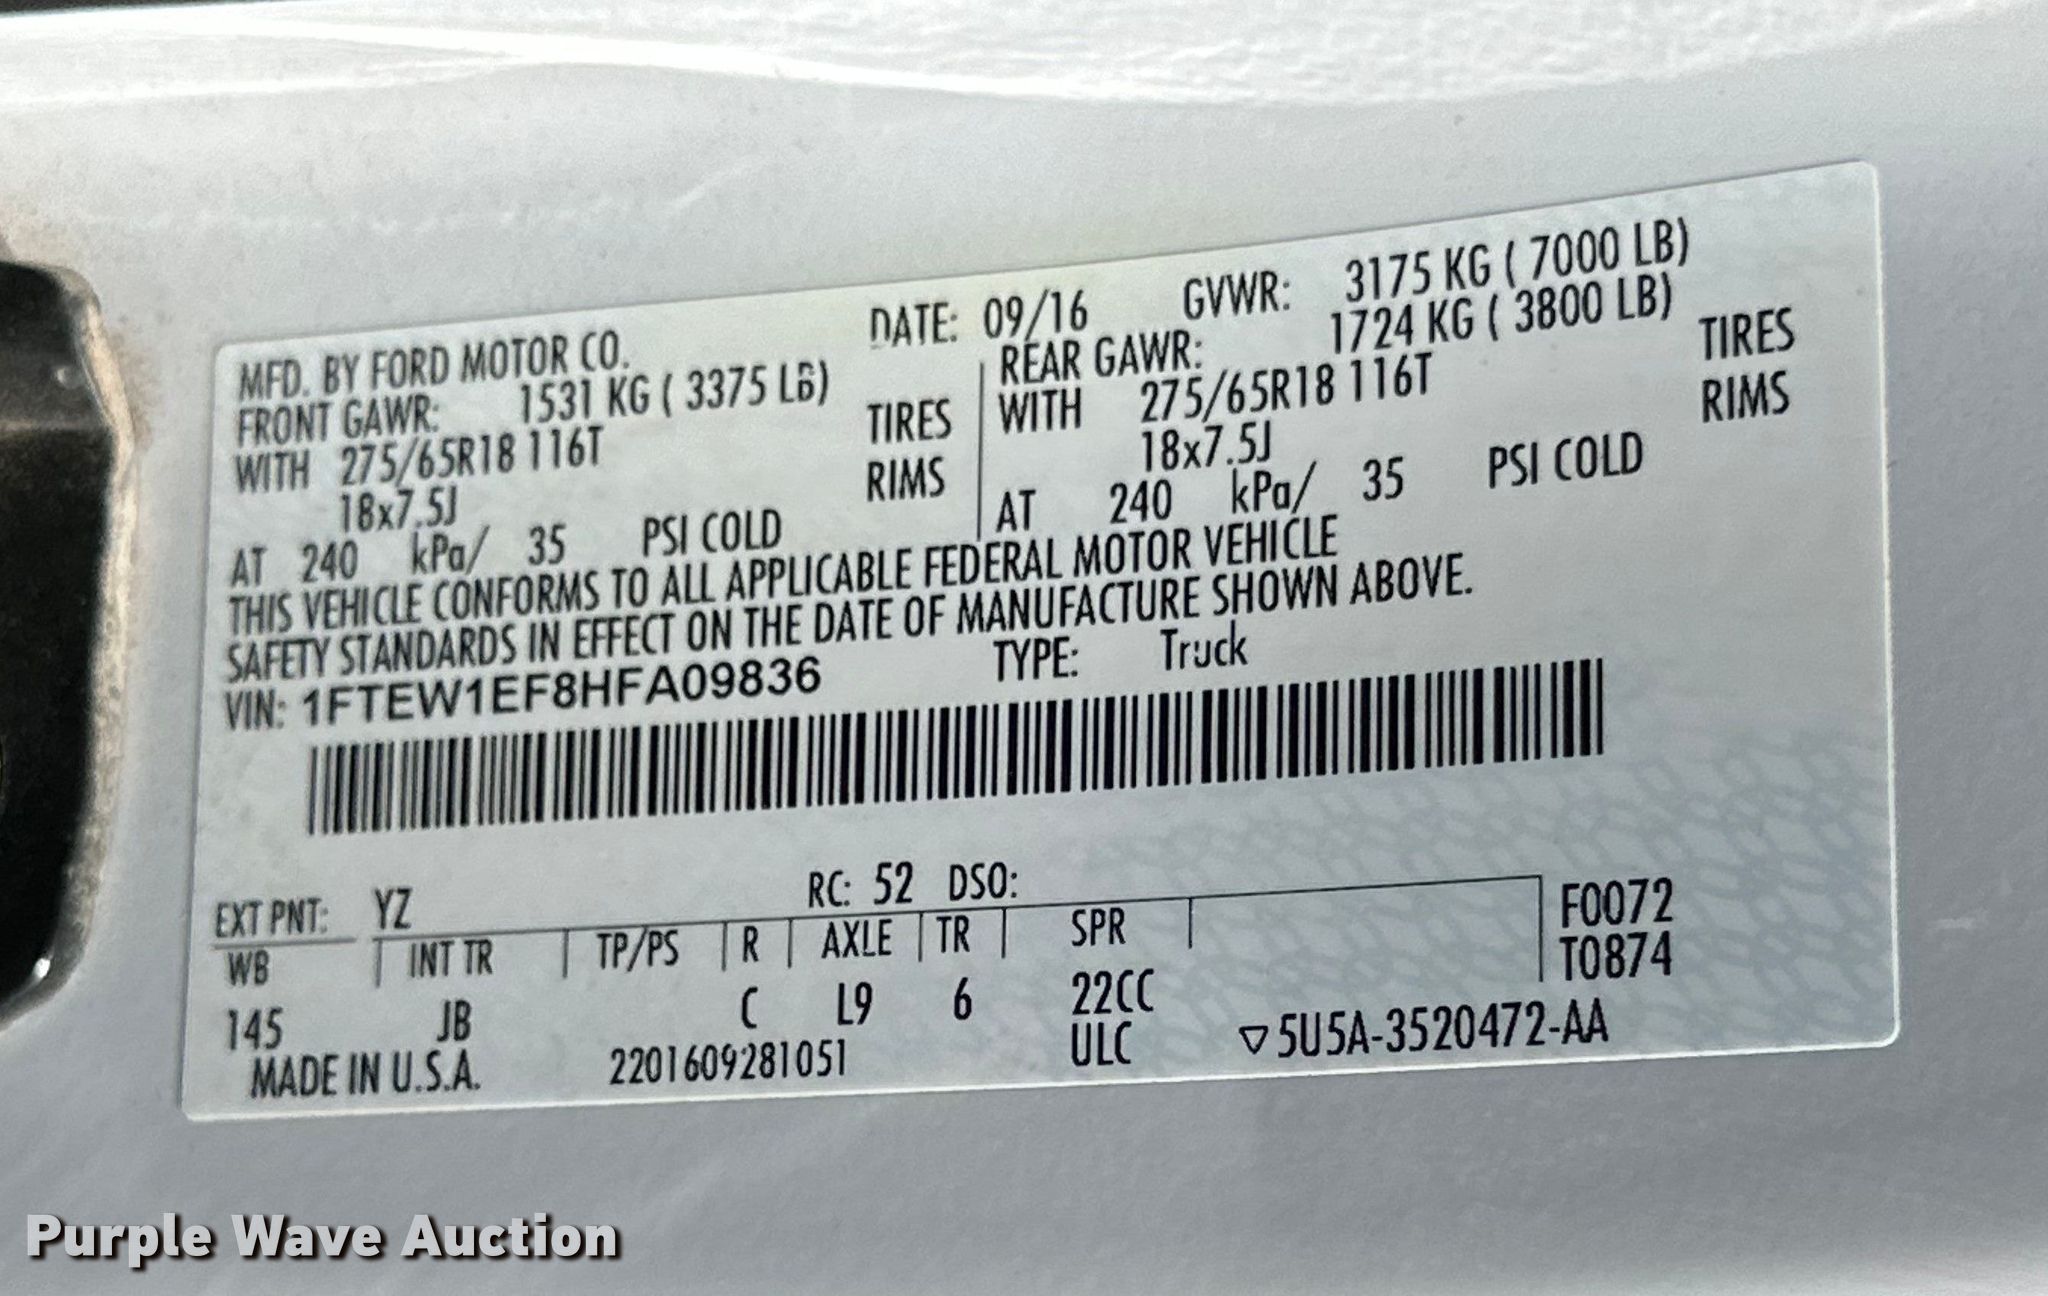 MFD. BY FORD MOTOR CO. DATE: 09/16 GVWR: 3175 KG ( 7000 LB)
FRONT GAWR: 1531 KG ( 3375 LB) REAR GAWR: 1724 KG ( 3800 LB)
WITH 275/65R18 116T TIRES WITH 275/65R18 116T TIRES
18x7.5J RIMS 18x7.5J RIMS
AT 240 kPa/ 35 PSI COLD AT 240 kPa/ 35 PSI COLD
THIS VEHICLE CONFORMS TO ALL APPLICABLE FEDERAL MOTOR VEHICLE
SAFETY STANDARDS IN EFFECT ON THE DATE OF MANUFACTURE SHOWN ABOVE.
VIN: 1FTEW1EF8HFA09836 TYPE: Truck
EXT PNT: YZ RC: 52 DSO:
WB INT TR TP/PS R AXLE TR SPR F0072
T0874
145 JB C L9 6 22CC
MADE IN U.S.A. 2201609281051 ULC ▽5U5A-3520472-AA
Purple Wave Auction